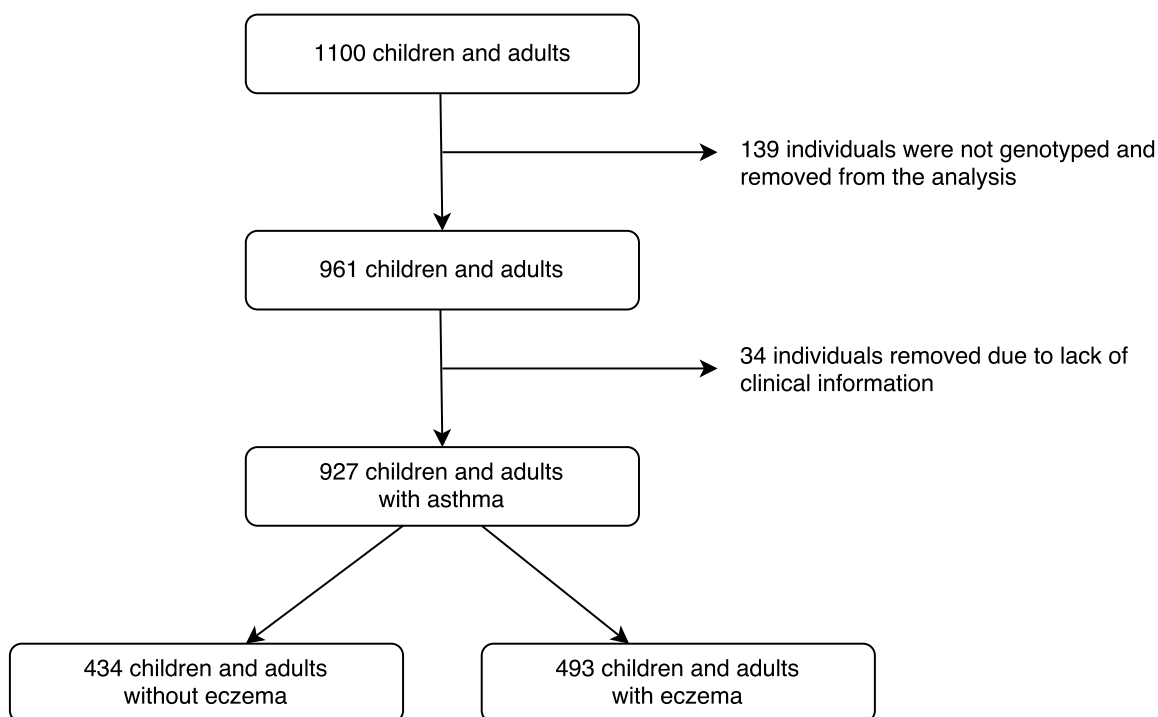 1100 children and adults
139 individuals were not genotyped and
removed from the analysis
961 children and adults
34 individuals removed due to lack of
clinical information
927 children and adults
with asthma
434 children and adults
without eczema
493 children and adults
with eczema